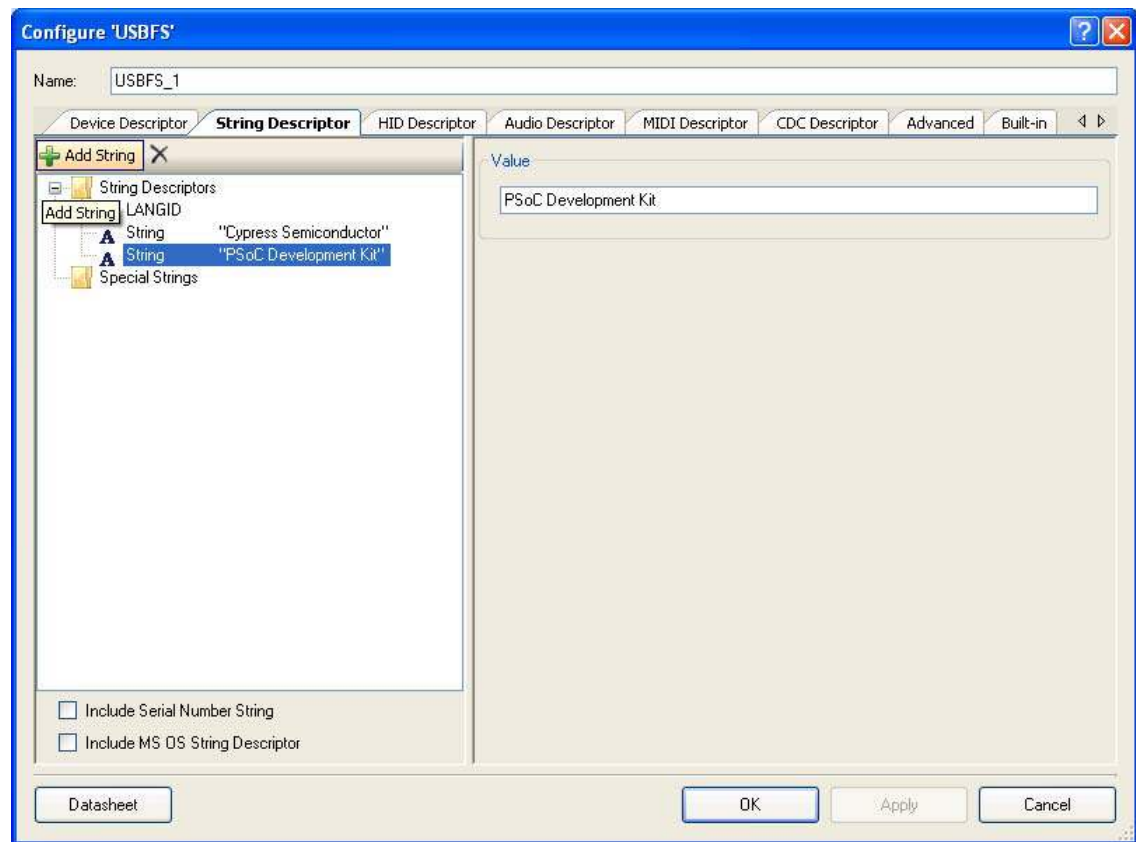 Configure 'USBFS'
Name: USBFS_1
Device Descriptor String Descriptor HID Descriptor Audio Descriptor MIDI Descriptor CDC Descriptor Advanced Built-in
Add String
String Descriptors
Add String
LANGID
String "Cypress Semiconductor"
String "PSoC Development Kit"
Special Strings
Value
PSoC Development Kit
Include Serial Number String
Include MS OS String Descriptor
Datasheet OK Apply Cancel